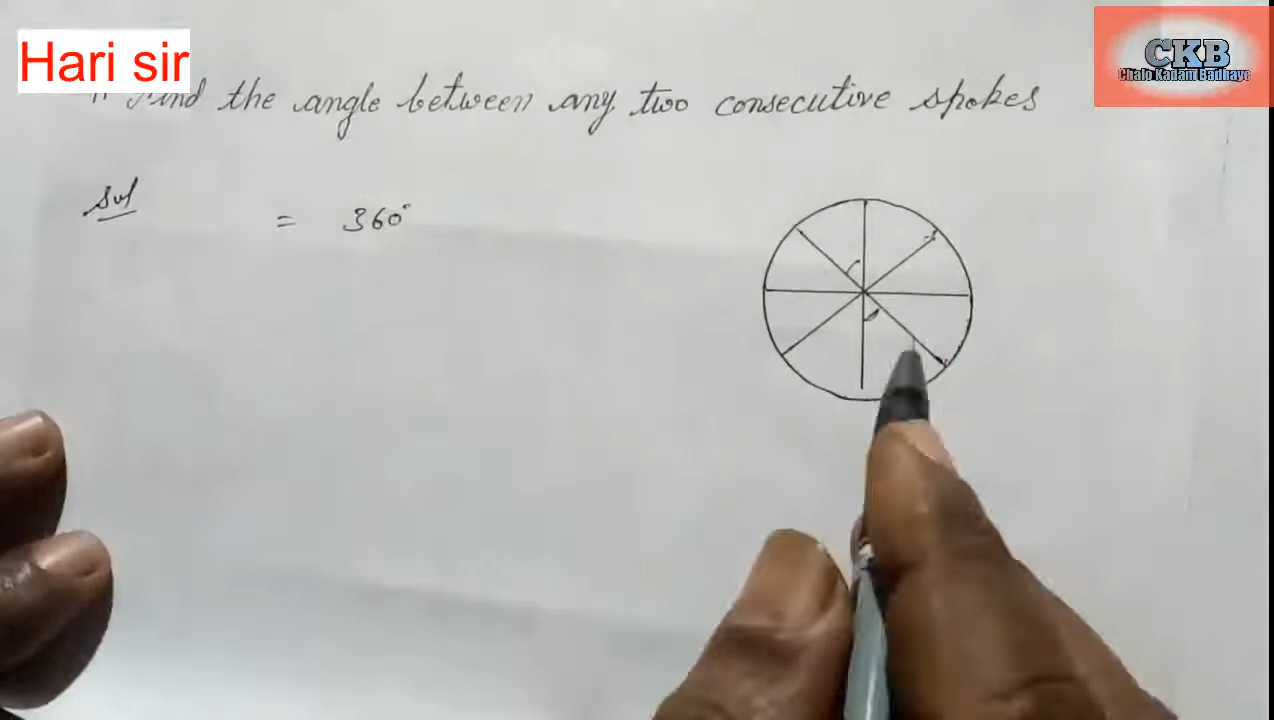 Hari sir
CKB
Chalo Kadam Badhaye
Find the angle between any two consecutive spokes
Sol
= 360°